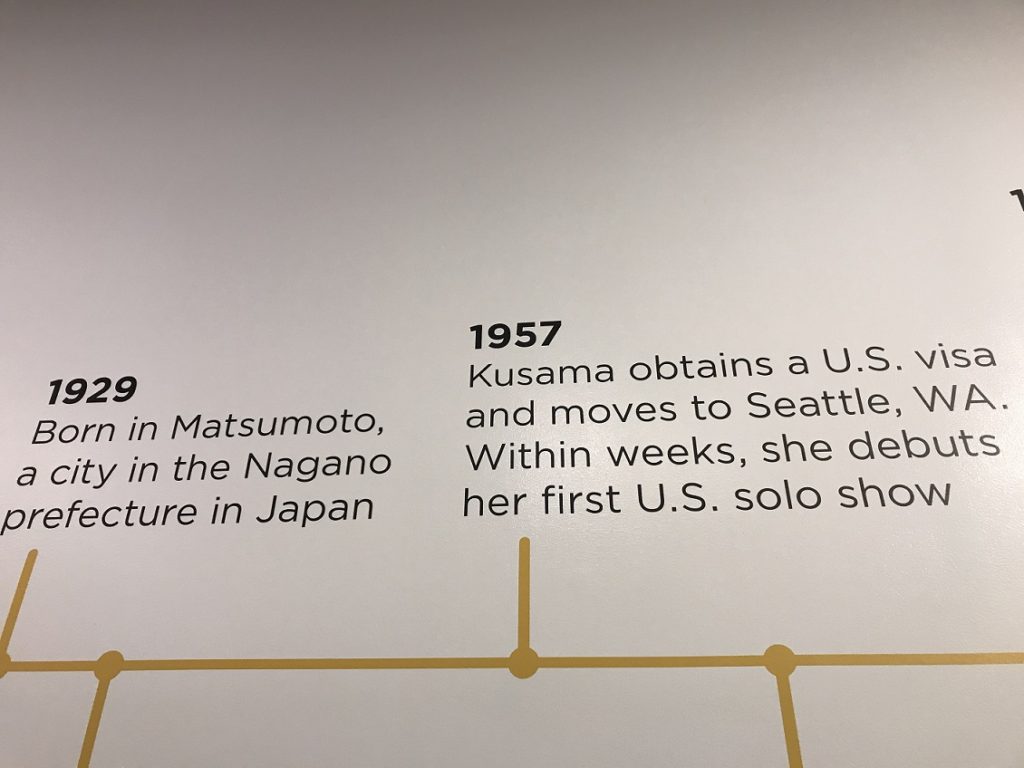 1929
Born in Matsumoto,
a city in the Nagano
prefecture in Japan
1957
Kusama obtains a U.S. visa
and moves to Seattle, WA.
Within weeks, she debuts
her first U.S. solo show